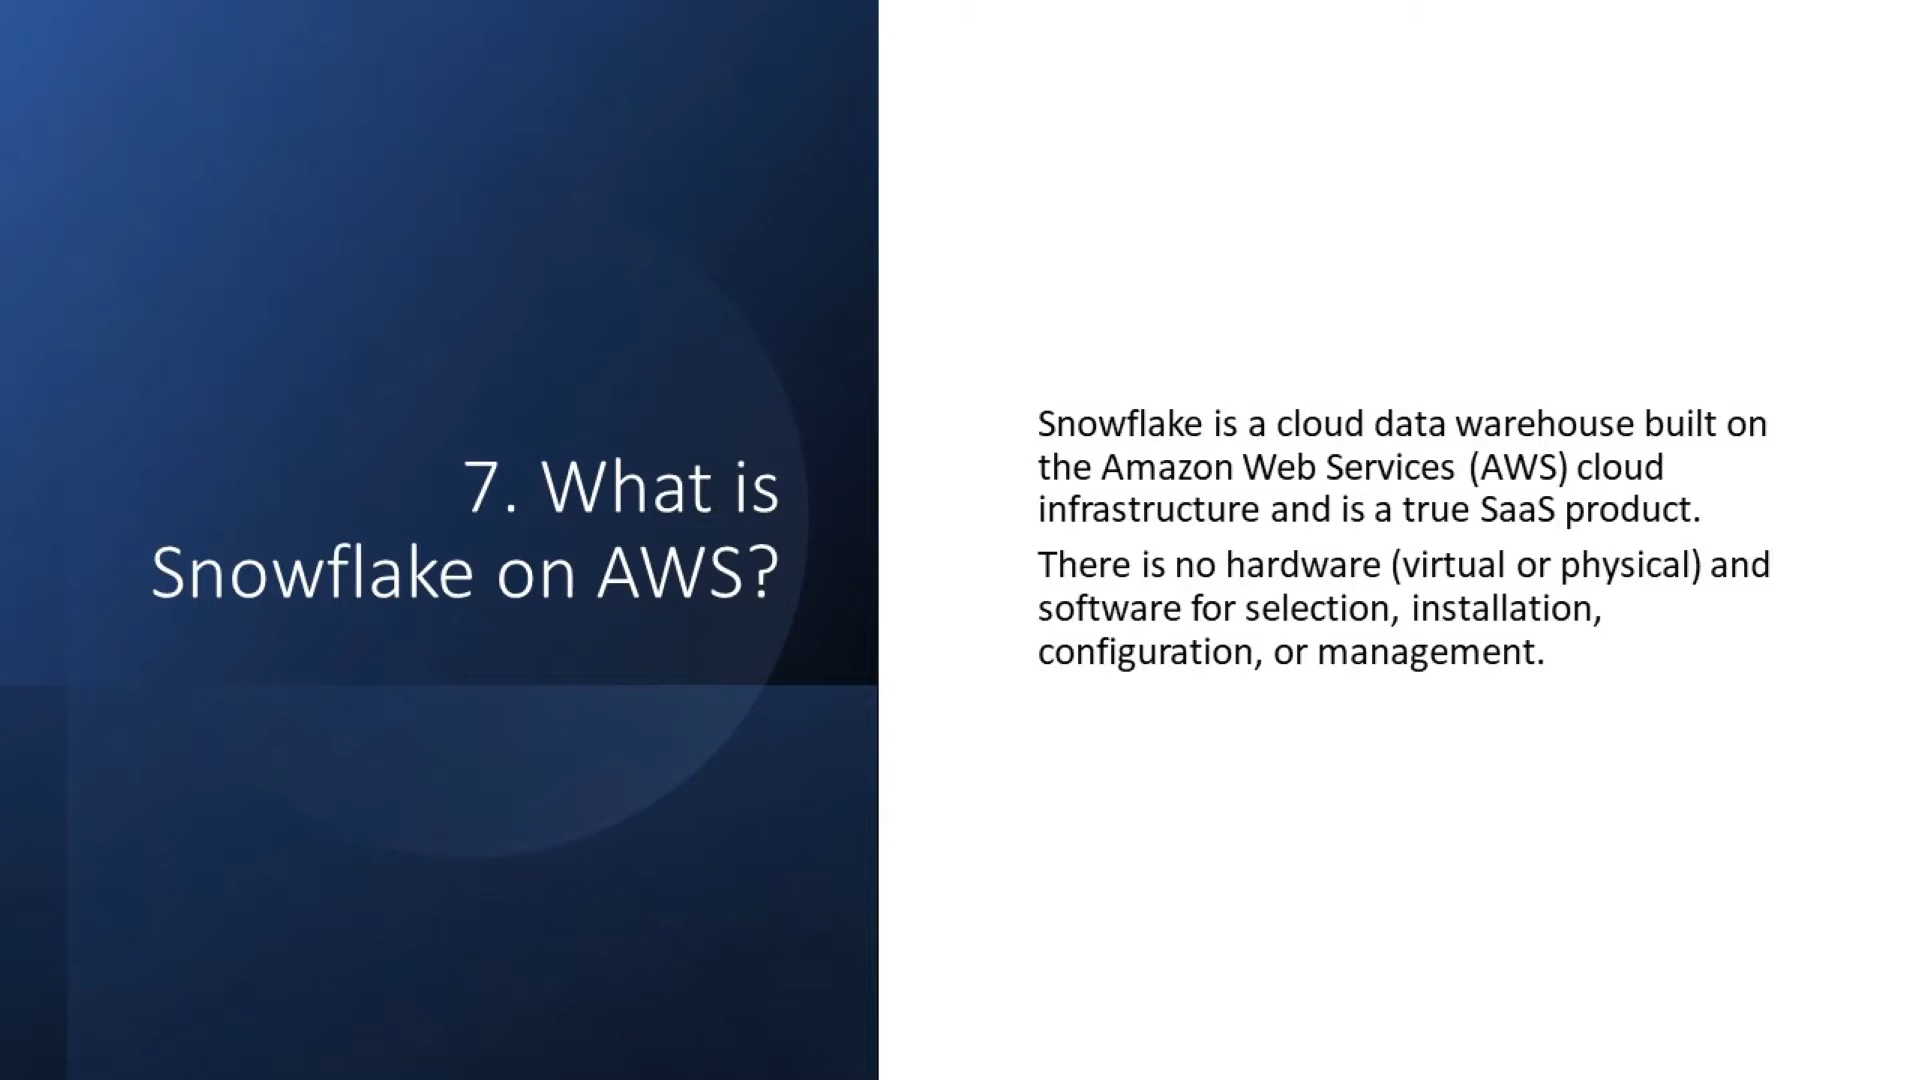 7. What is
Snowflake on AWS?
Snowflake is a cloud data warehouse built on
the Amazon Web Services (AWS) cloud
infrastructure and is a true SaaS product.
There is no hardware (virtual or physical) and
software for selection, installation,
configuration, or management.